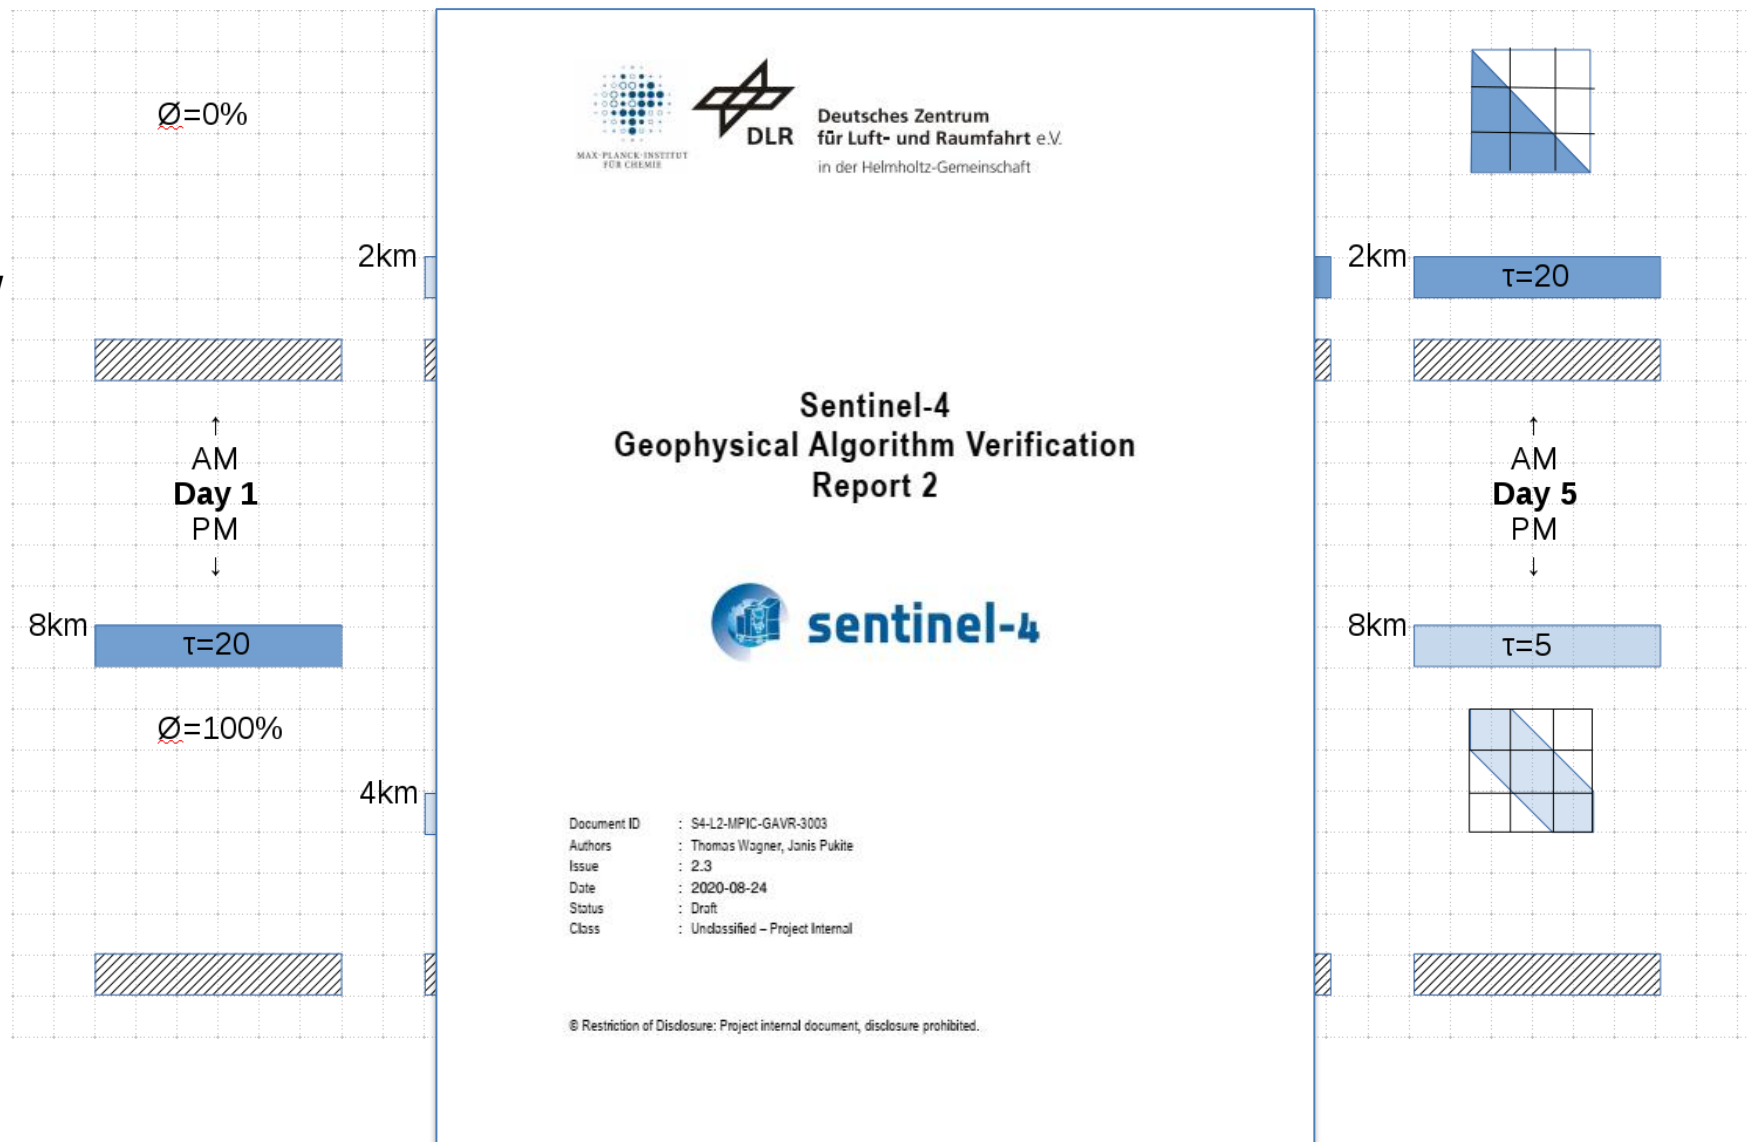 Ø=0%
2km
AM
Day 1
PM
8km
τ=20
Ø=100%
4km
MAX-PLANCK-INSTITUT
FÜR CHEMIE
DLR
Deutsches Zentrum
für Luft- und Raumfahrt e.V.
in der Helmholtz-Gemeinschaft
Sentinel-4
Geophysical Algorithm Verification
Report 2
sentinel-4
Document ID : S4-L2-MPIC-GAVR-3003
Authors : Thomas Wagner, Janis Pukite
Issue : 2.3
Date : 2020-08-24
Status : Draft
Class : Unclassified – Project Internal
© Restriction of Disclosure: Project internal document, disclosure prohibited.
2km
τ=20
AM
Day 5
PM
8km
τ=5